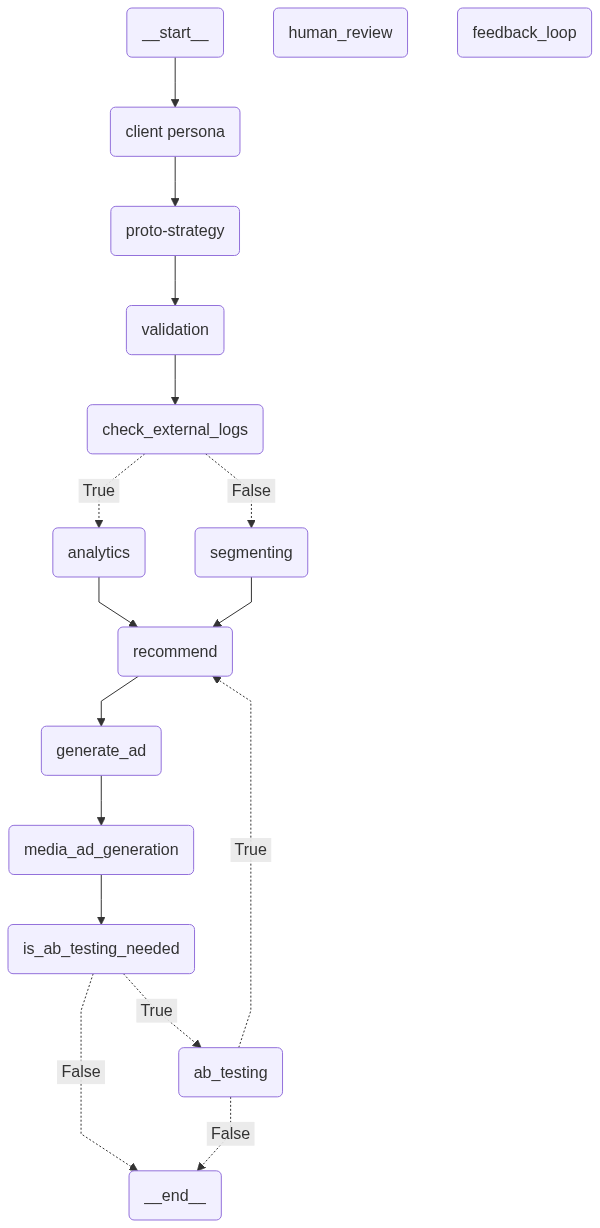 __start__
human_review
feedback_loop
client persona
proto-strategy
validation
check_external_logs
True
False
analytics
segmenting
recommend
generate_ad
True
media_ad_generation
is_ab_testing_needed
True
False
ab_testing
False
__end__